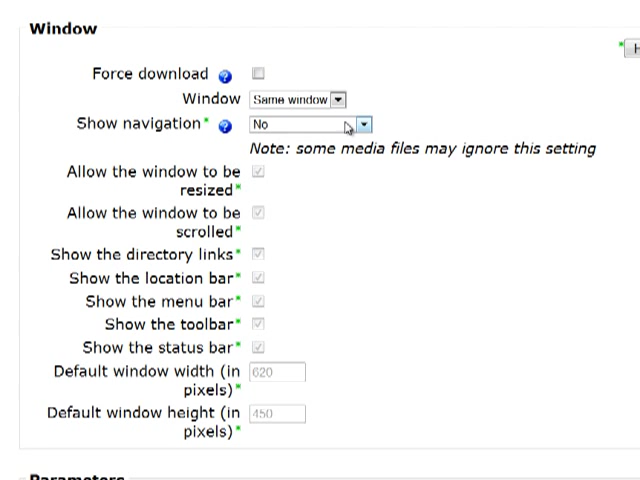 Window
* H
Force download
Window Same window
Show navigation* No
Note: some media files may ignore this setting
Allow the window to be
resized*
Allow the window to be
scrolled*
Show the directory links*
Show the location bar*
Show the menu bar*
Show the toolbar*
Show the status bar*
Default window width (in 620
pixels)*
Default window height (in 450
pixels)*
Parameters